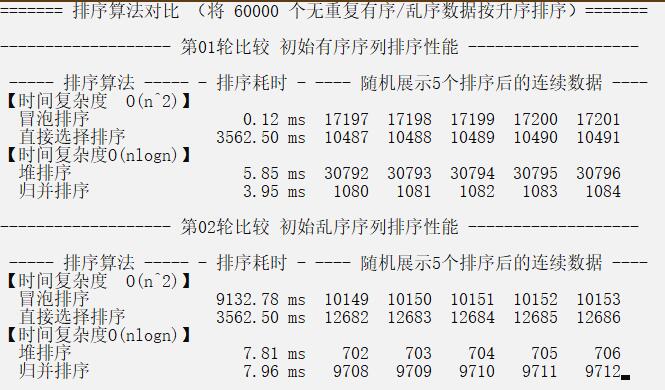 ======= 排序算法对比 （将 60000 个无重复有序/乱序数据按升序排序）=======
------------------- 第01轮比较 初始有序序列排序性能 -------------------
----- 排序算法 ----- - 排序耗时 - ---- 随机展示5个排序后的连续数据 ----
【时间复杂度  O(n^2)】
冒泡排序 0.12 ms 17197 17198 17199 17200 17201
直接选择排序 3562.50 ms 10487 10488 10489 10490 10491
【时间复杂度O(nlogn)】
堆排序 5.85 ms 30792 30793 30794 30795 30796
归并排序 3.95 ms 1080 1081 1082 1083 1084
------------------- 第02轮比较 初始乱序序列排序性能 -------------------
----- 排序算法 ----- - 排序耗时 - ---- 随机展示5个排序后的连续数据 ----
【时间复杂度  O(n^2)】
冒泡排序 9132.78 ms 10149 10150 10151 10152 10153
直接选择排序 3562.50 ms 12682 12683 12684 12685 12686
【时间复杂度O(nlogn)】
堆排序 7.81 ms 702 703 704 705 706
归并排序 7.96 ms 9708 9709 9710 9711 9712